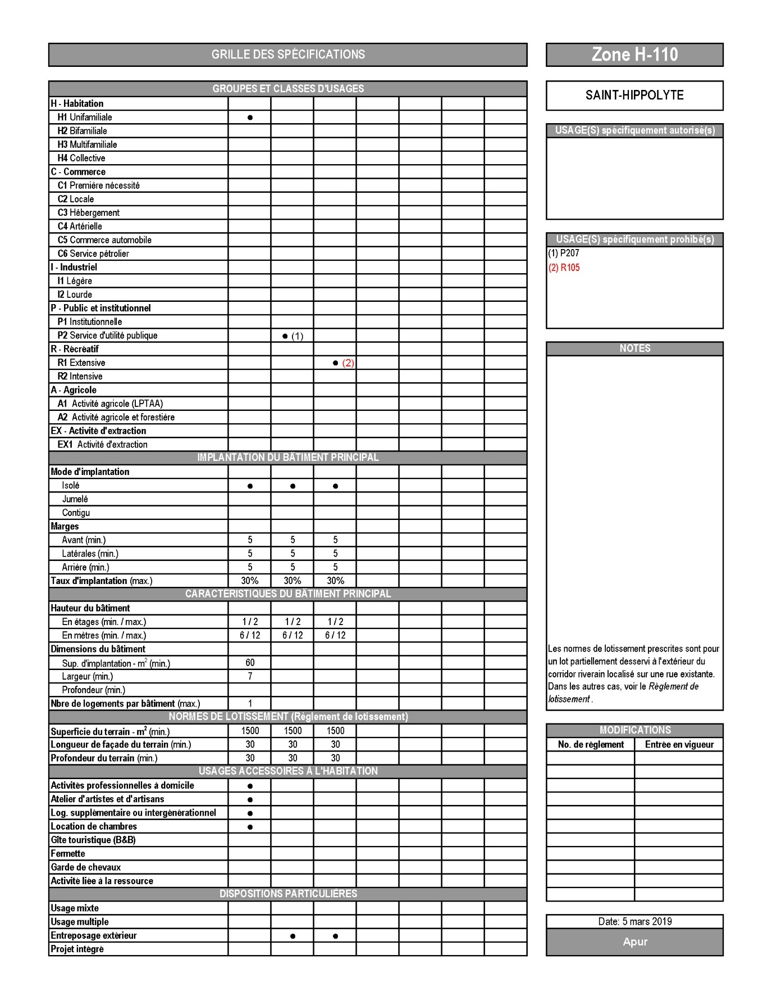 GRILLE DES SPÉCIFICATIONS
Zone H-110
SAINT-HIPPOLYTE
GROUPES ET CLASSES D'USAGES
H - Habitation
H1 Unifamiliale ●
H2 Bifamiliale
H3 Multifamiliale
H4 Collective
C - Commerce
C1 Première nécessité
C2 Locale
C3 Hébergement
C4 Artérielle
C5 Commerce automobile
C6 Service pétrolier
I - Industriel
I1 Légère
I2 Lourde
P - Public et institutionnel
P1 Institutionnelle
P2 Service d'utilité publique ● (1)
R - Récréatif
R1 Extensive ● (2)
R2 Intensive
A - Agricole
A1 Activité agricole (LPTAA)
A2 Activité agricole et forestière
EX - Activité d'extraction
EX1 Activité d'extraction
IMPLANTATION DU BÂTIMENT PRINCIPAL
Mode d'implantation
Isolé ● ● ●
Jumelé
Contigu
Marges
Avant (min.) 5 5 5
Latérales (min.) 5 5 5
Arrière (min.) 5 5 5
Taux d'implantation (max.) 30% 30% 30%
CARACTÉRISTIQUES DU BÂTIMENT PRINCIPAL
Hauteur du bâtiment
En étages (min. / max.) 1 / 2 1 / 2 1 / 2
En mètres (min. / max.) 6 / 12 6 / 12 6 / 12
Dimensions du bâtiment
Sup. d'implantation - m² (min.) 60
Largeur (min.) 7
Profondeur (min.)
Nbre de logements par bâtiment (max.) 1
NORMES DE LOTISSEMENT (Règlement de lotissement)
Superficie du terrain - m² (min.) 1500 1500 1500
Longueur de façade du terrain (min.) 30 30 30
Profondeur du terrain (min.) 30 30 30
USAGES ACCESSOIRES À L'HABITATION
Activités professionnelles à domicile ●
Atelier d'artistes et d'artisans ●
Log. supplémentaire ou intergénérationnel ●
Location de chambres ●
Gîte touristique (B&B)
Fermette
Garde de chevaux
Activité liée à la ressource
DISPOSITIONS PARTICULIÈRES
Usage mixte
Usage multiple
Entreposage extérieur ● ●
Projet intégré
USAGE(S) spécifiquement autorisé(s)
USAGE(S) spécifiquement prohibé(s)
(1) P207
(2) R105
NOTES
Les normes de lotissement prescrites sont pour
un lot partiellement desservi à l'extérieur du
corridor riverain localisé sur une rue existante.
Dans les autres cas, voir le Règlement de
lotissement .
MODIFICATIONS
No. de règlement Entrée en vigueur
Date: 5 mars 2019
Apur